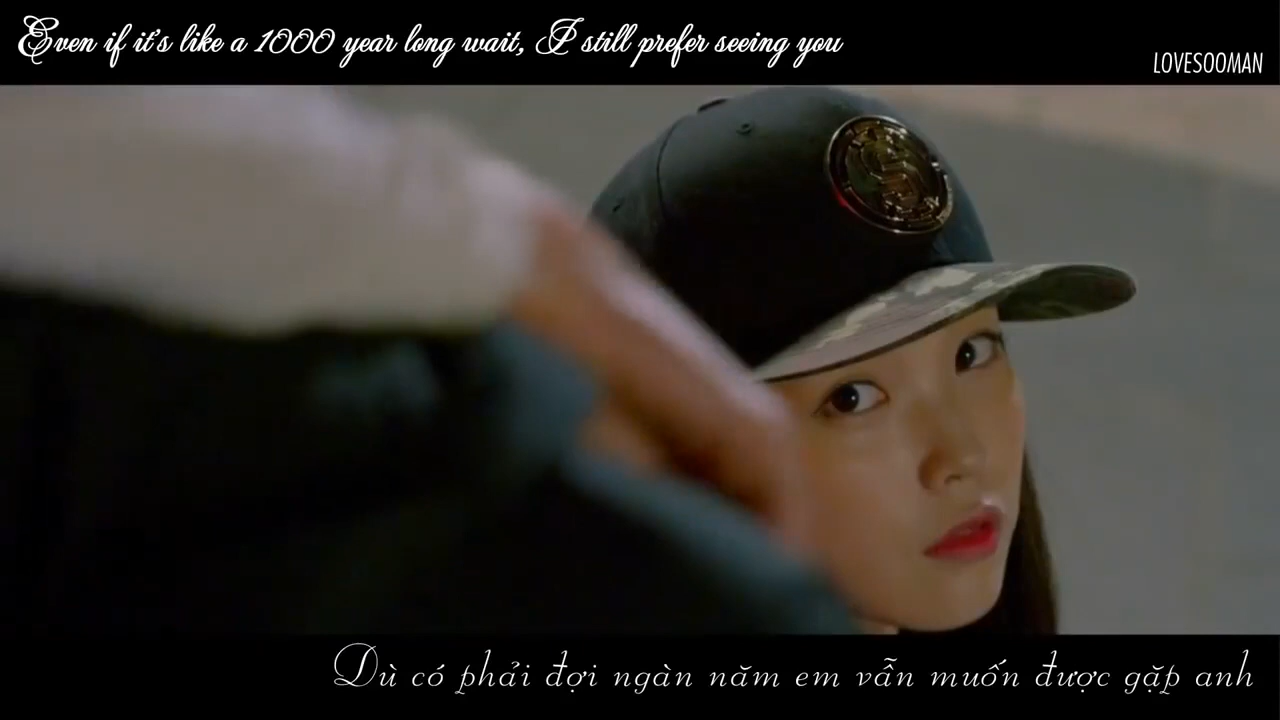 Even if it's like a 1000 year long wait, I still prefer seeing you
LOVESOOMAN
Dù có phải đợi ngàn năm em vẫn muốn được gặp anh